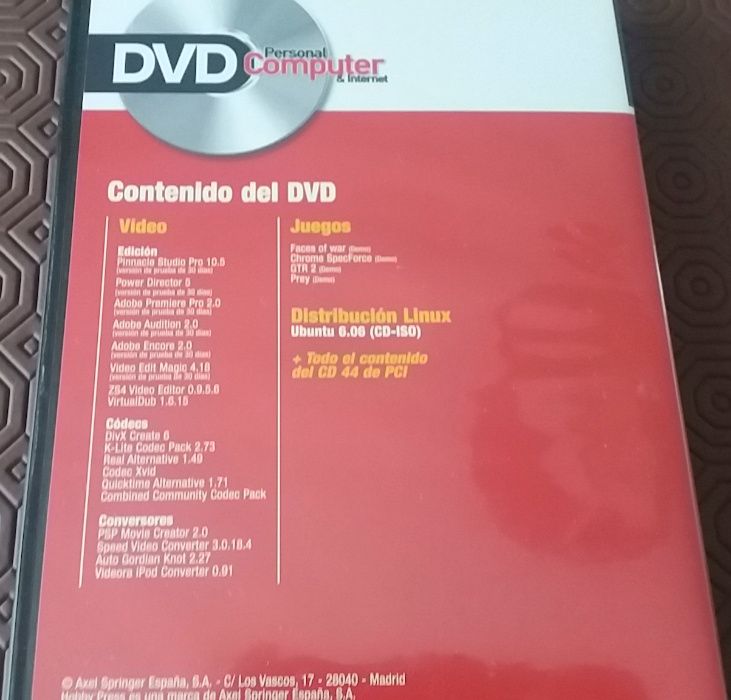 DVD
Personal
Computer
& Internet
Contenido del DVD
Video
Edición
Pinnacle Studio Pro 10.5
(versión de prueba de 30 días)
Power Director 5
(versión de prueba de 30 días)
Adobe Premiere Pro 2.0
(versión de prueba de 30 días)
Adobe Audition 2.0
(versión de prueba de 30 días)
Adobe Encore 2.0
(versión de prueba de 30 días)
Video Edit Magic 4.18
(versión de prueba de 30 días)
ZS4 Video Editor 0.9.5.8
VirtualDub 1.6.15
Códecs
DivX Create 6
K-Lite Codec Pack 2.73
Real Alternative 1.49
Codec Xvid
Quicktime Alternative 1.71
Combined Community Codec Pack
Conversores
PSP Movie Creator 2.0
Speed Video Converter 3.0.18.4
Auto Gordian Knot 2.27
Videora iPod Converter 0.91
Juegos
Faces of war (Demo)
Chrome SpecForce (Demo)
GTR 2 (Demo)
Prey (Demo)
Distribución Linux
Ubuntu 6.06 (CD-ISO)
+ Todo el contenido
del CD 44 de PCI
© Axel Springer España, S.A. - C/ Los Vascos, 17 - 28040 - Madrid
Hobby Press es una marca de Axel Springer España, S.A.